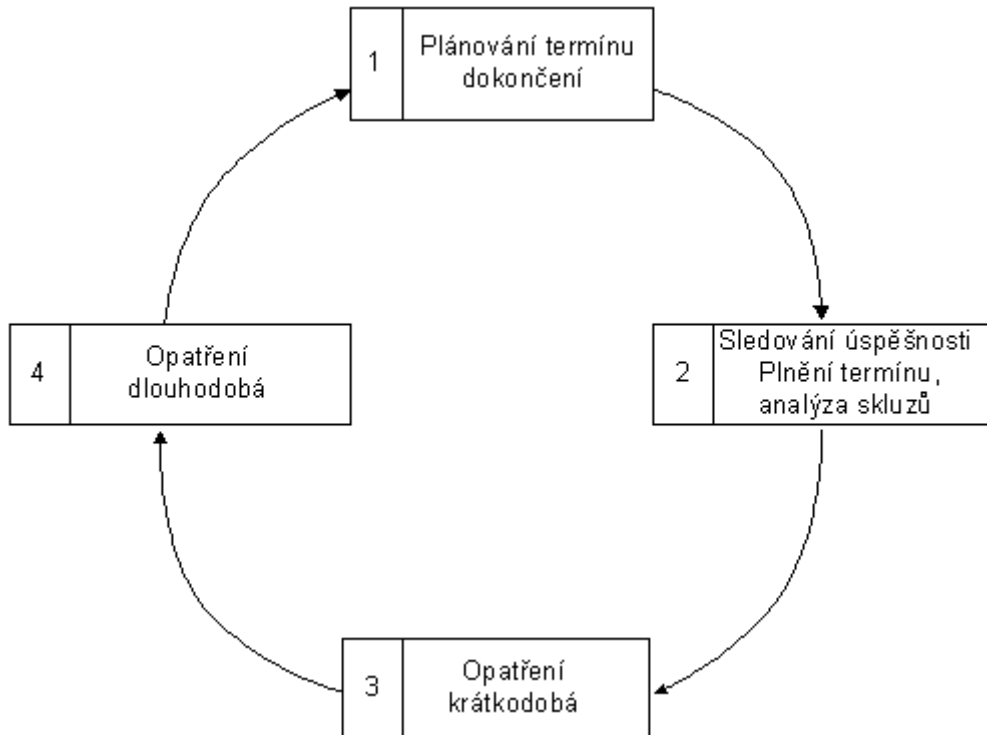 1
Plánování termínu
dokončení
2
Sledování úspěšnosti
Plnění termínu,
analýza skluzů
3
Opatření
krátkodobá
4
Opatření
dlouhodobá